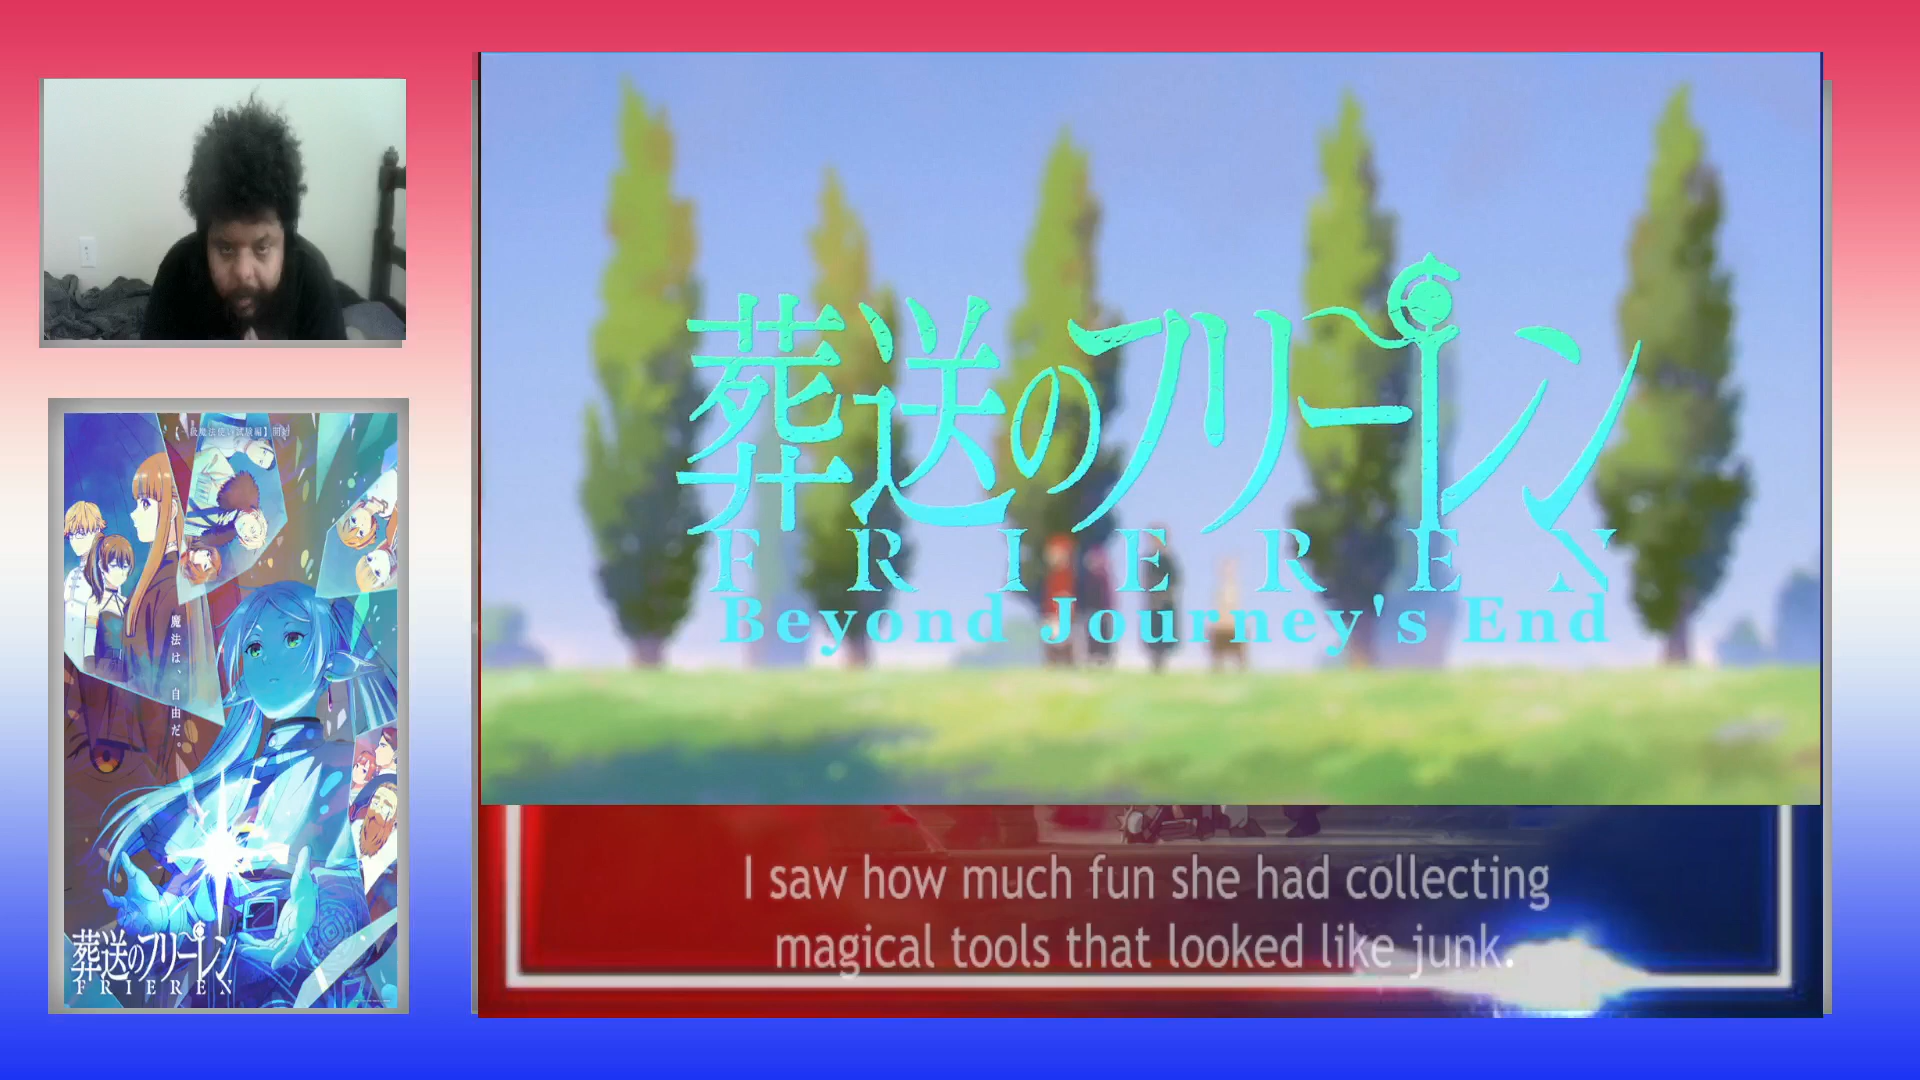 葬送のフリーレン
FRIEREN
Beyond Journey's End
I saw how much fun she had collecting
magical tools that looked like junk.
魔法は、自由だ。
葬送のフリーレン
FRIEREN